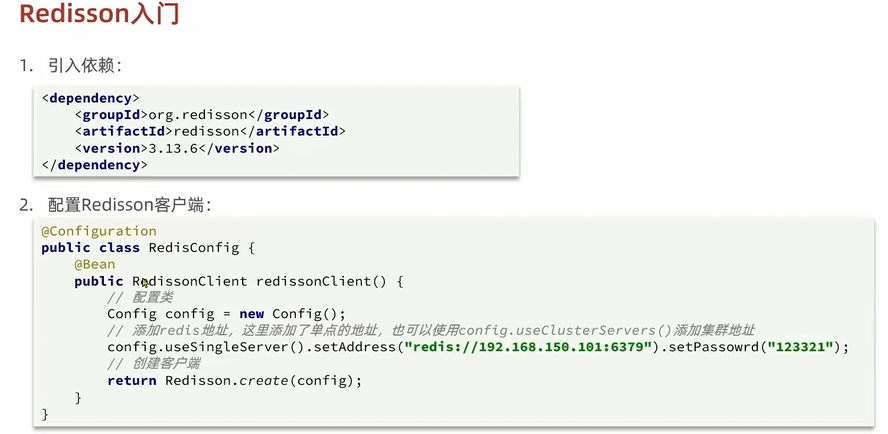 Redisson入门
1. 引入依赖：
<dependency>
    <groupId>org.redisson</groupId>
    <artifactId>redisson</artifactId>
    <version>3.13.6</version>
</dependency>
2. 配置Redisson客户端：
@Configuration
public class RedisConfig {
    @Bean
    public RedissonClient redissonClient() {
        // 配置类
        Config config = new Config();
        // 添加redis地址，这里添加了单点的地址，也可以使用config.useClusterServers()添加集群地址
        config.useSingleServer().setAddress("redis://192.168.150.101:6379").setPassowrd("123321");
        // 创建客户端
        return Redisson.create(config);
    }
}